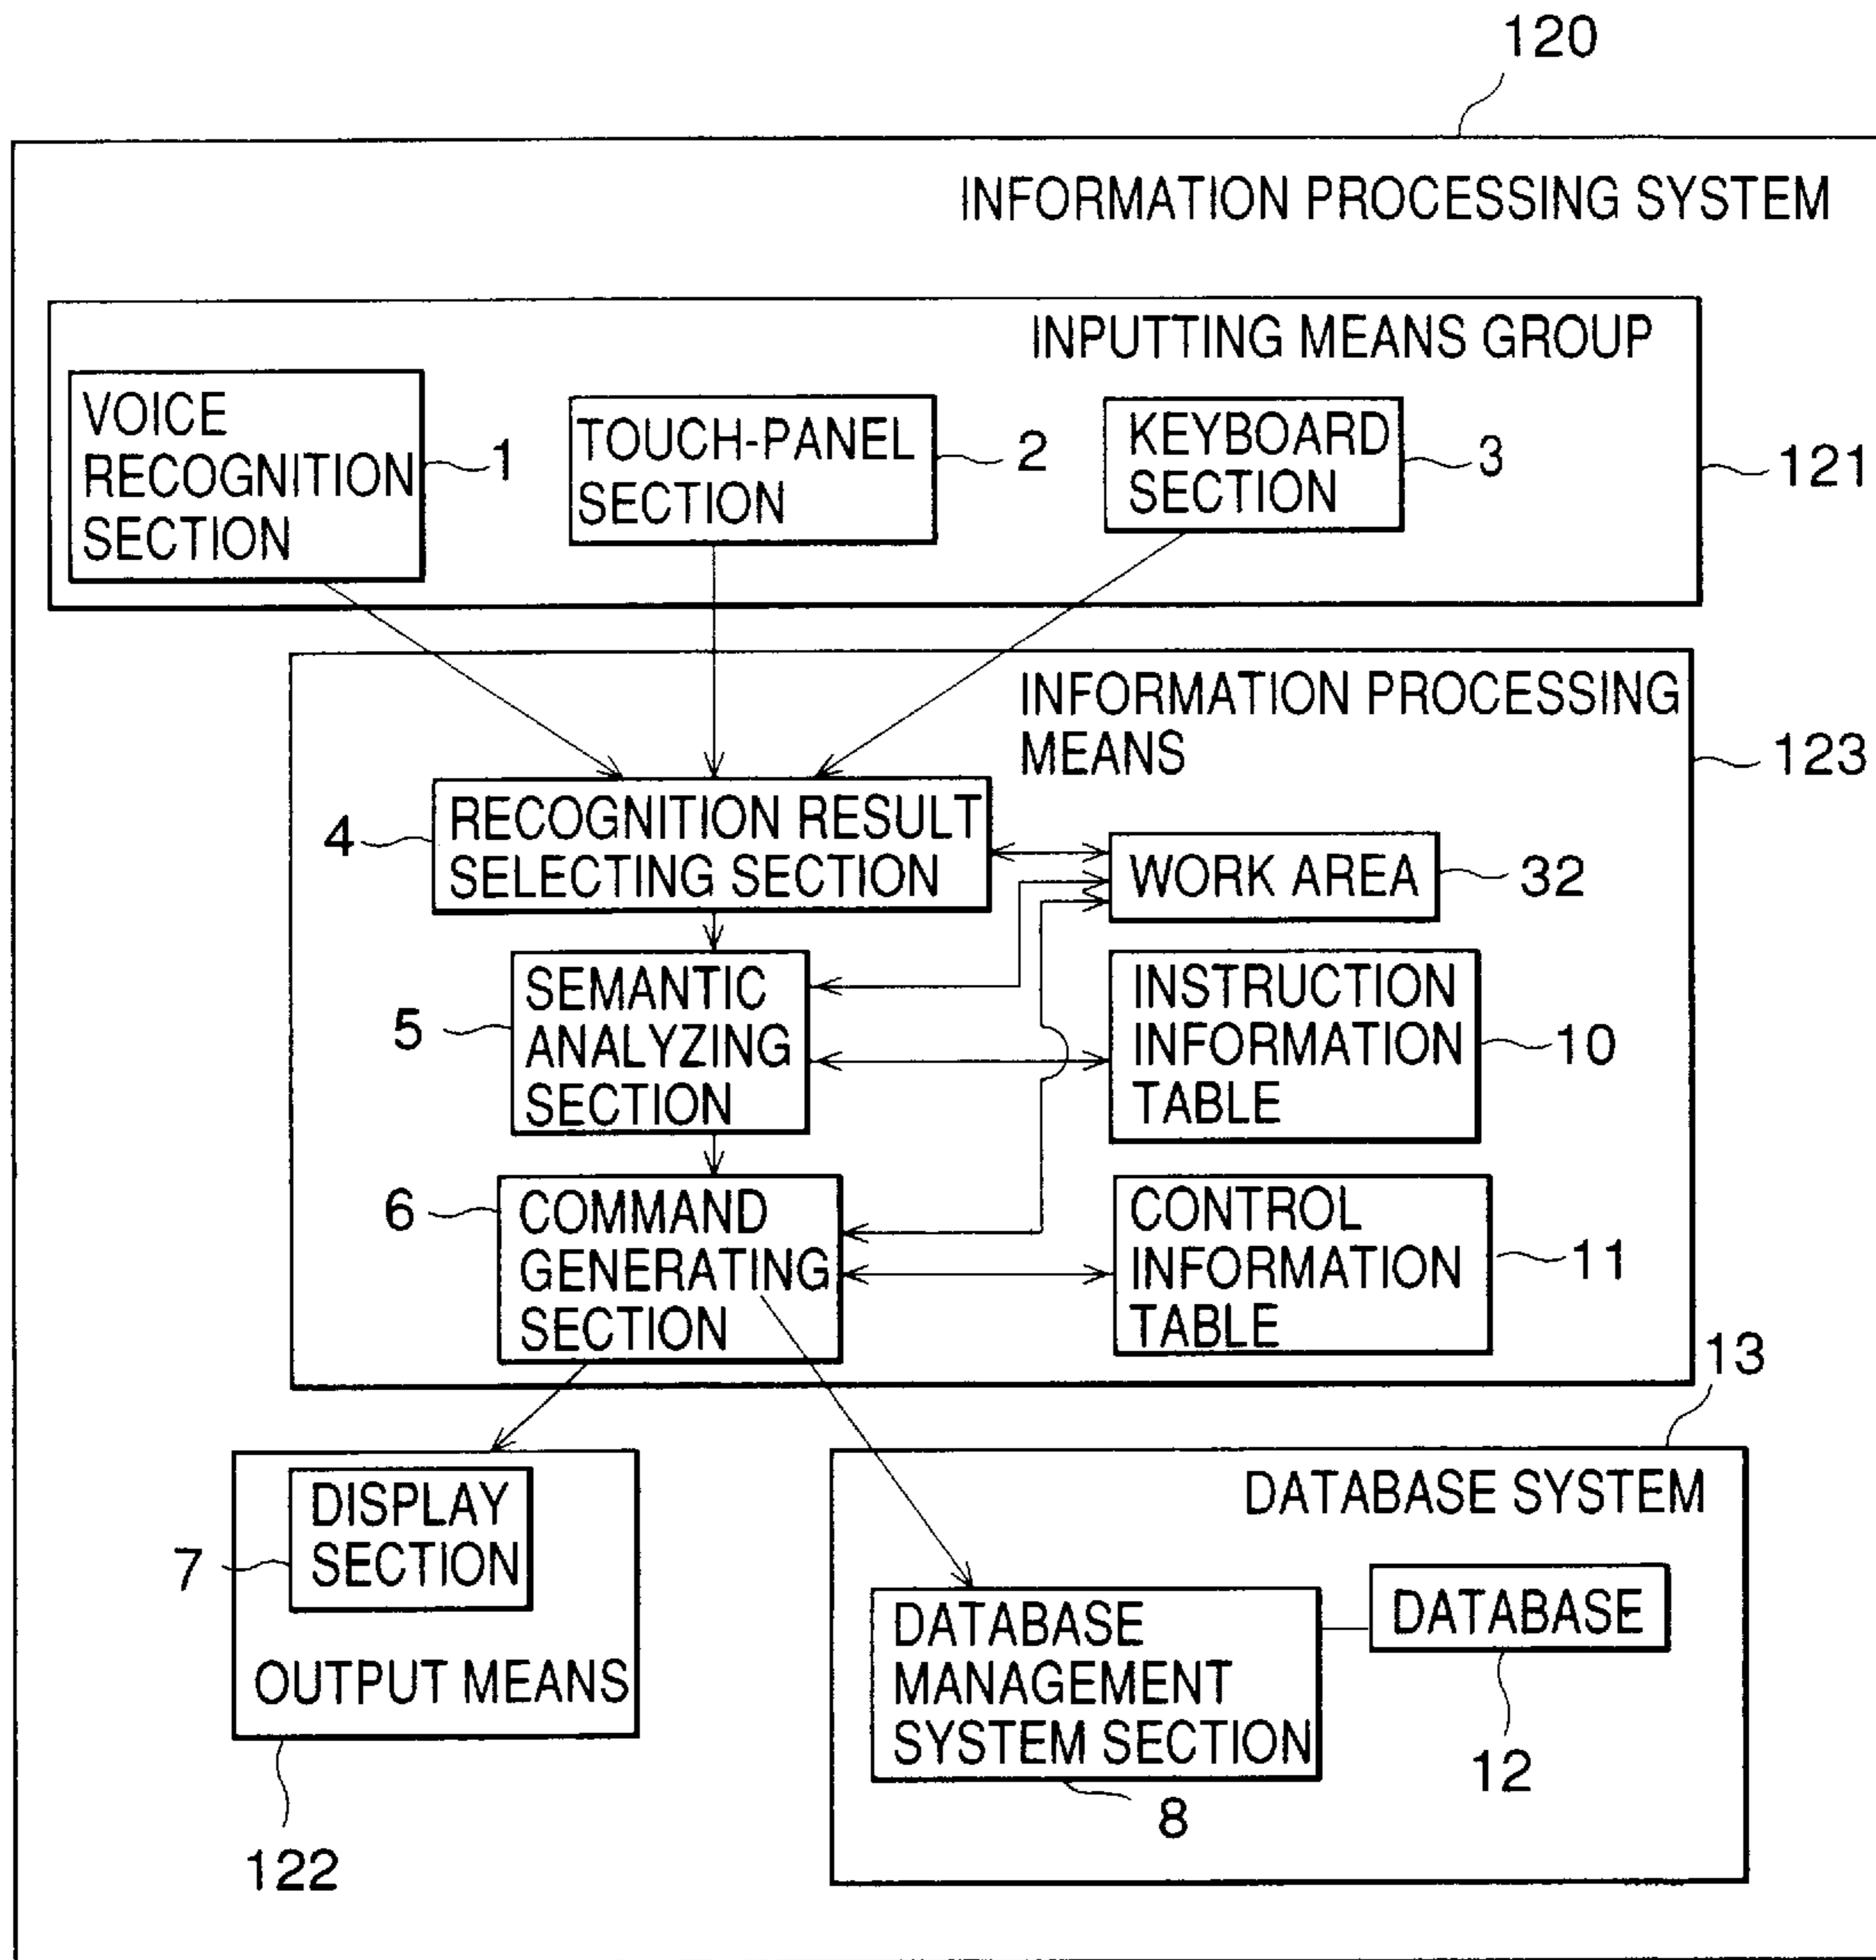 120
INFORMATION PROCESSING SYSTEM
INPUTTING MEANS GROUP
VOICE
RECOGNITION
SECTION
1
TOUCH-PANEL
SECTION
2
KEYBOARD
SECTION
3
121
INFORMATION PROCESSING
MEANS
123
4
RECOGNITION RESULT
SELECTING SECTION
WORK AREA
32
5
SEMANTIC
ANALYZING
SECTION
INSTRUCTION
INFORMATION
TABLE
10
6
COMMAND
GENERATING
SECTION
CONTROL
INFORMATION
TABLE
11
13
7
DISPLAY
SECTION
OUTPUT MEANS
122
DATABASE SYSTEM
DATABASE
MANAGEMENT
SYSTEM SECTION
8
DATABASE
12